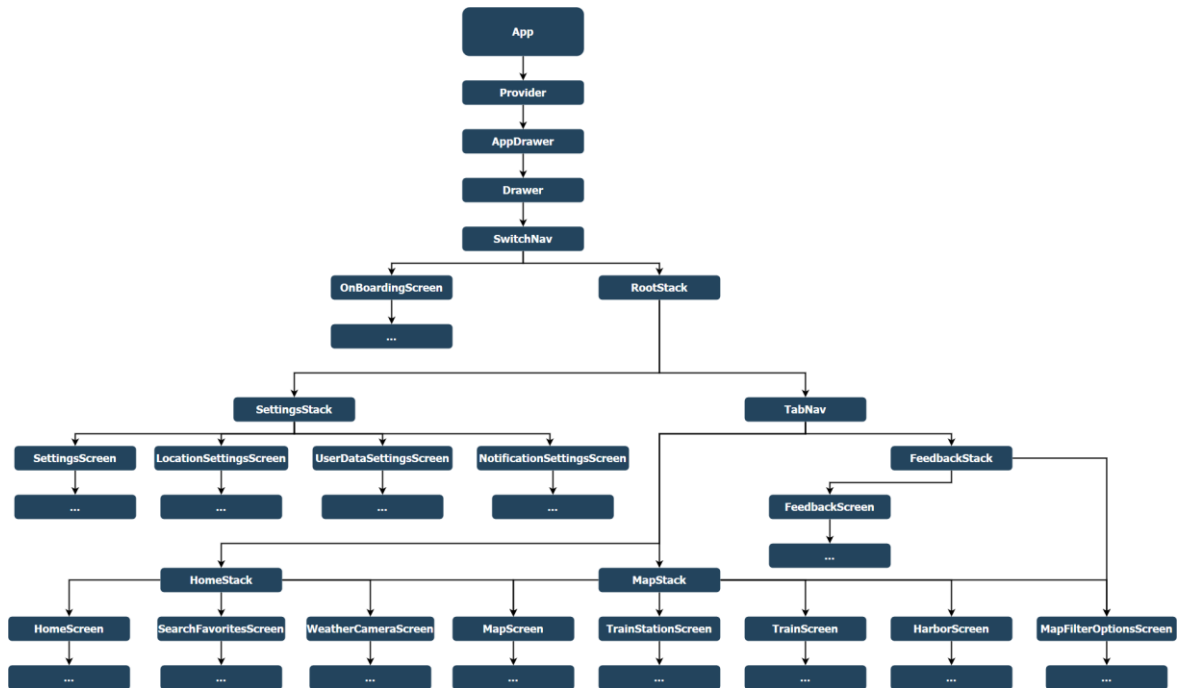 App
Provider
AppDrawer
Drawer
SwitchNav
OnBoardingScreen
RootStack
...
SettingsStack
TabNav
SettingsScreen
LocationSettingsScreen
UserDataSettingsScreen
NotificationSettingsScreen
FeedbackStack
...
...
...
...
FeedbackScreen
...
HomeStack
MapStack
HomeScreen
SearchFavoritesScreen
WeatherCameraScreen
MapScreen
TrainStationScreen
TrainScreen
HarborScreen
MapFilterOptionsScreen
...
...
...
...
...
...
...
...